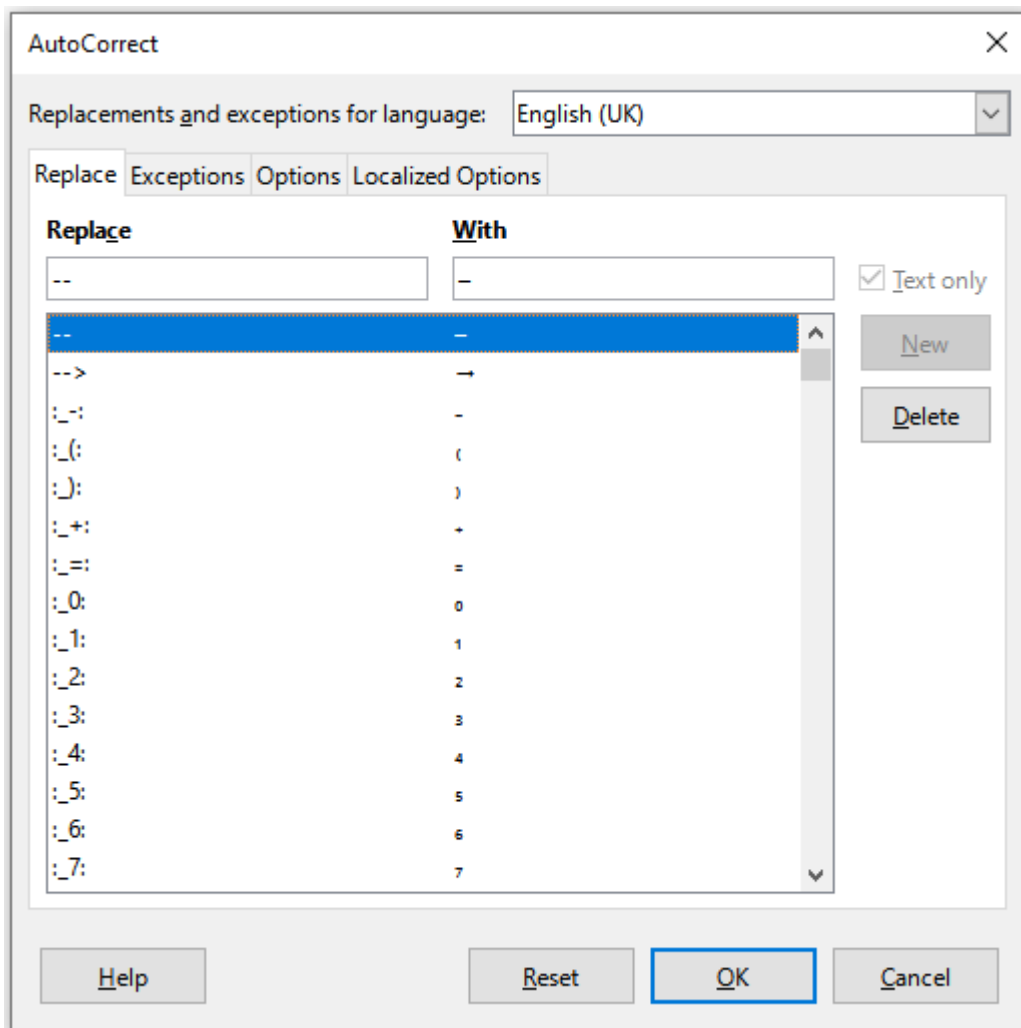 AutoCorrect
Replacements and exceptions for language: English (UK)
Replace Exceptions Options Localized Options
Replace With
-- – Text only
-- –
New
--> →
:_-: ₋
Delete
:_(: ₍
:_): ₎
:_+: ₊
:_=: ₌
:_0: ₀
:_1: ₁
:_2: ₂
:_3: ₃
:_4: ₄
:_5: ₅
:_6: ₆
:_7: ₇
Help Reset OK Cancel